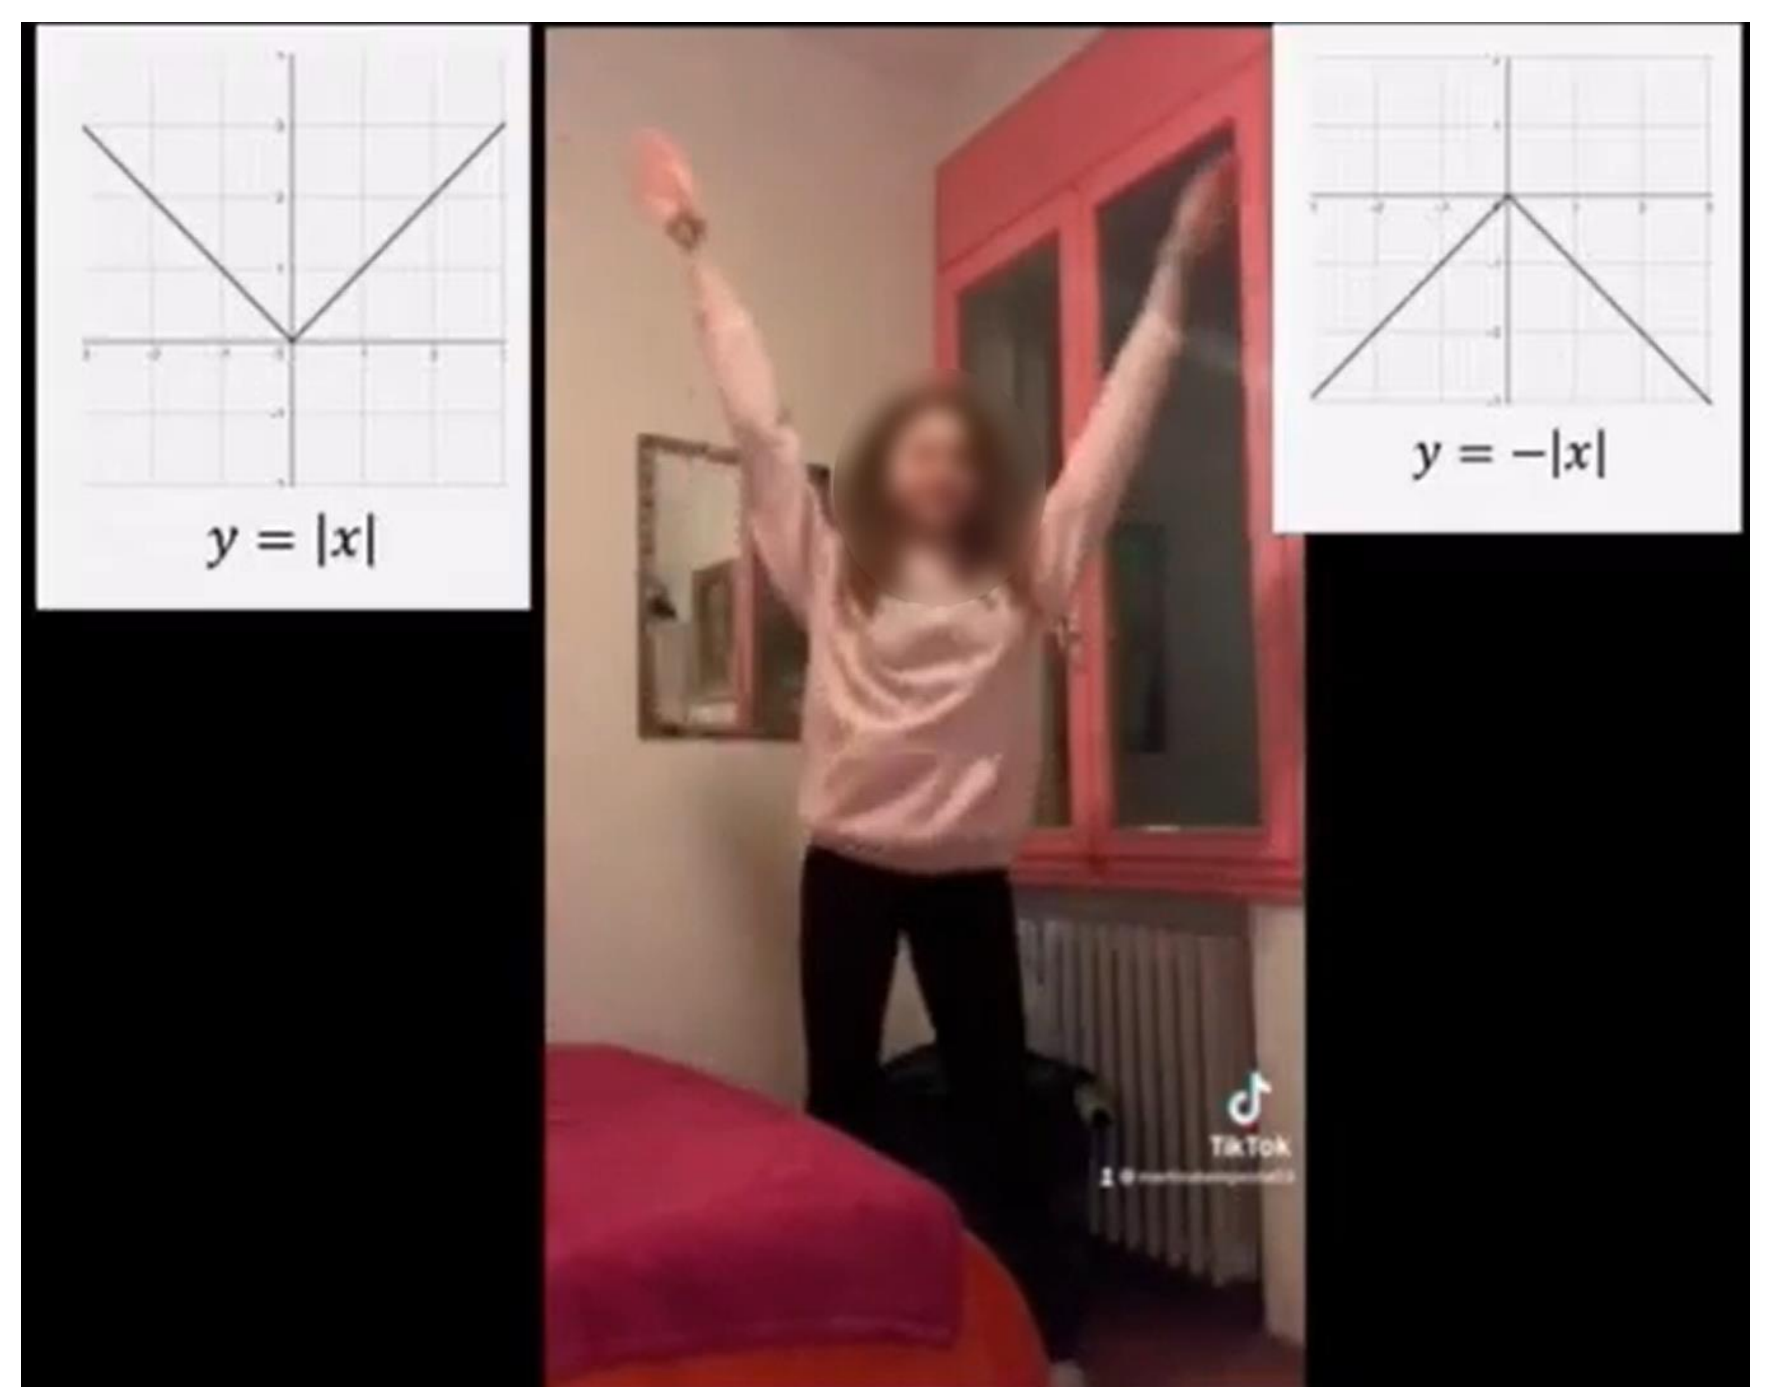 y = |x|
y = −|x|
TikTok